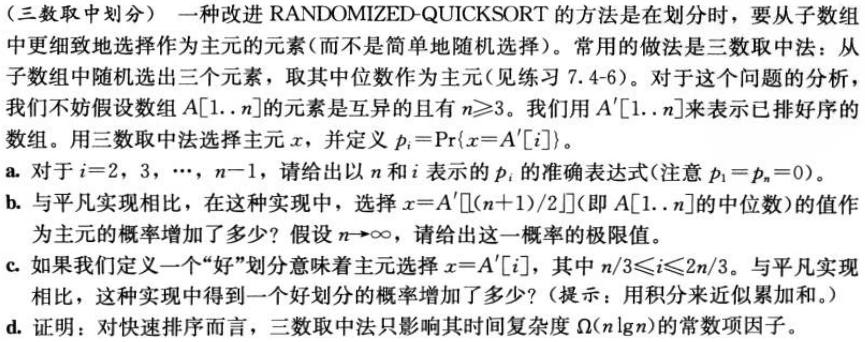 (三数取中划分) 一种改进 RANDOMIZED-QUICKSORT 的方法是在划分时，要从子数组
中更细致地选择作为主元的元素(而不是简单地随机选择)。常用的做法是三数取中法：从
子数组中随机选出三个元素，取其中位数作为主元(见练习 7.4-6)。对于这个问题的分析，
我们不妨假设数组 A[1..n]的元素是互异的且有 n≥3。我们用 A′[1..n]来表示已排好序的
数组。用三数取中法选择主元 x，并定义 pᵢ=Pr{x=A′[i]}。
a. 对于 i=2，3，…，n−1，请给出以 n 和 i 表示的 pᵢ 的准确表达式(注意 p₁=pₙ=0)。
b. 与平凡实现相比，在这种实现中，选择 x=A′[⌊(n+1)/2⌋](即 A[1..n]的中位数)的值作
为主元的概率增加了多少？假设 n→∞，请给出这一概率的极限值。
c. 如果我们定义一个“好”划分意味着主元选择 x=A′[i]，其中 n/3≤i≤2n/3。与平凡实现
相比，这种实现中得到一个好划分的概率增加了多少？(提示：用积分来近似累加和。)
d. 证明：对快速排序而言，三数取中法只影响其时间复杂度 Ω(nlgn)的常数项因子。